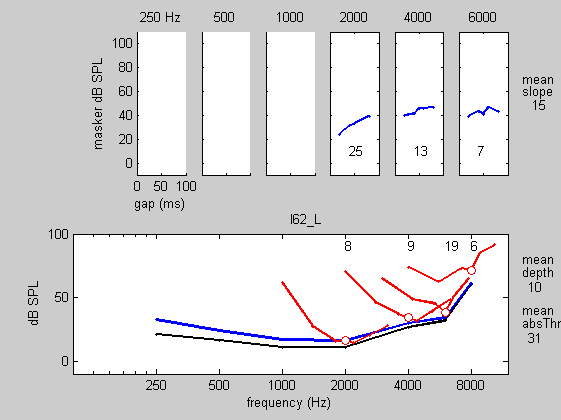 250 Hz 500 1000 2000 4000 6000
100
80
60
40
20
0
masker dB SPL
25 13 7
mean
slope
15
0 50 100
gap (ms)
I62_L
100
50
0
dB SPL
8 9 19 6
mean
depth
10
mean
absThr
31
250 500 1000 2000 4000 8000
frequency (Hz)